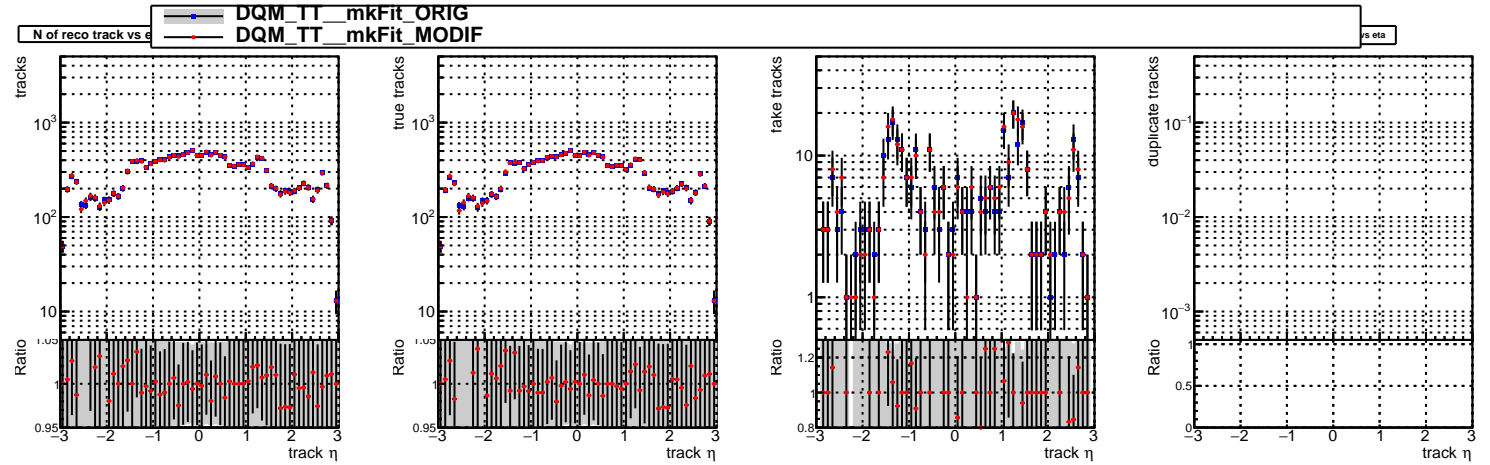 DQM_TT__mkFit_ORIG
DQM_TT__mkFit_MODIF
N of reco track vs e
vs eta
tracks
10³
10²
10
Ratio
1.05
1
0.95
−3 −2 −1 0 1 2 3
track η
true tracks
10³
10²
10
Ratio
1.05
1
0.95
−3 −2 −1 0 1 2 3
track η
fake tracks
10
1
Ratio
1.2
1
0.8
−3 −2 −1 0 1 2 3
track η
duplicate tracks
10⁻¹
10⁻²
10⁻³
Ratio
1
0.5
0
−3 −2 −1 0 1 2 3
track η